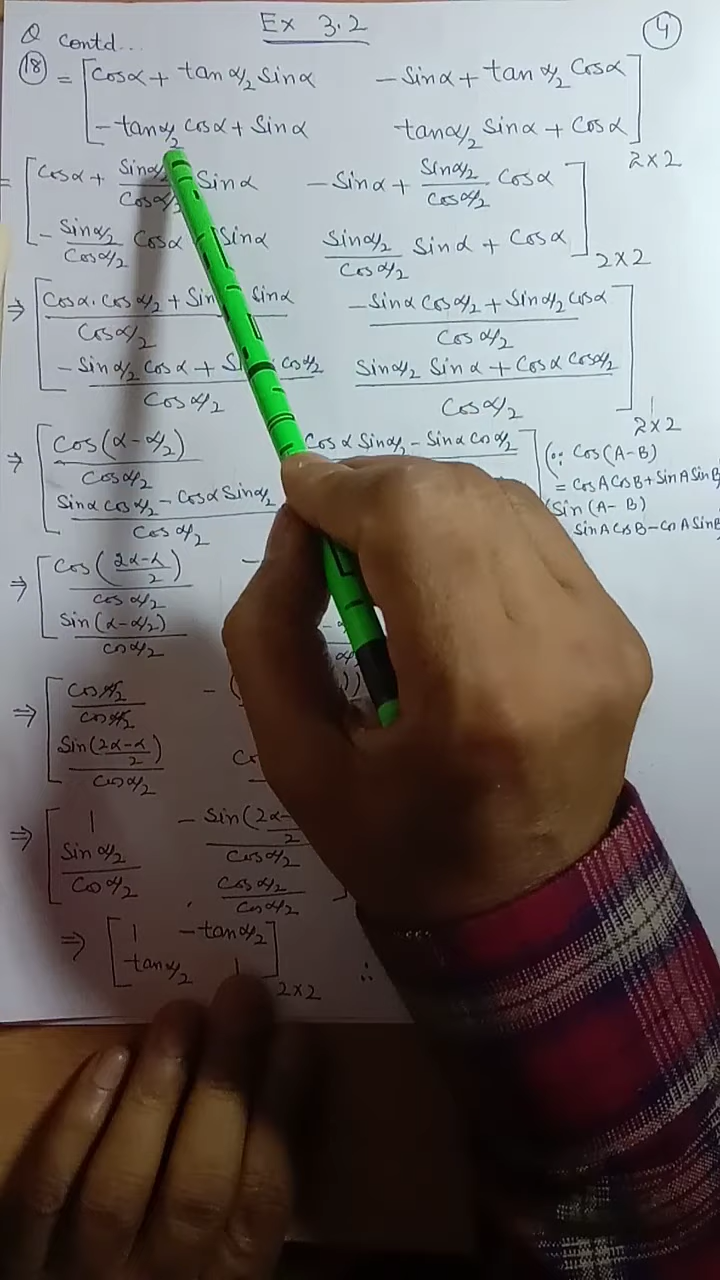 Ex 3.2
4
Q contd...
18 = [ Cosα + tan α/2 Sinα   - Sinα + tan α/2 Cosα
- tan α/2 Cosα + Sinα   tan α/2 Sinα + Cosα ] 2×2
= [ Cosα + Sin α/2 / Cos α/2 Sinα   - Sinα + Sin α/2 / Cos α/2 Cosα
- Sin α/2 / Cos α/2 Cosα Sinα   Sin α/2 / Cos α/2 Sinα + Cosα ] 2×2
⇒ [ Cosα. Cos α/2 + Sin Sinα / Cos α/2   - Sinα Cos α/2 + Sin α/2 Cosα / Cos α/2
- Sin α/2 Cosα + Cos α/2 / Cos α/2   Sin α/2 Sinα + Cosα Cos α/2 / Cos α/2 ] 2×2
⇒ [ Cos(α - α/2) / Cos α/2   Cosα Sin α/2 - Sinα Cos α/2 ] (∵ Cos(A-B)
= CosA CosB + SinA SinB
Sinα Cos α/2 - Cosα Sin α/2 / Cos α/2   (Sin(A-B)
SinA CosB - CosA SinB
⇒ [ Cos(2α-α / 2) / Cos α/2   -
Sin(α - α/2) / Cos α/2
⇒ [ Cos α/2 / Cos α/2   - (
Sin(2α-α / 2) / Cos α/2
⇒ [ 1   - Sin(2α- / 2 / Cos α/2
Sin α/2 / Cos α/2   Cos α/2 / Cos α/2 ]
⇒ [ 1   - tan α/2
tan α/2   1 ] 2×2   ∴